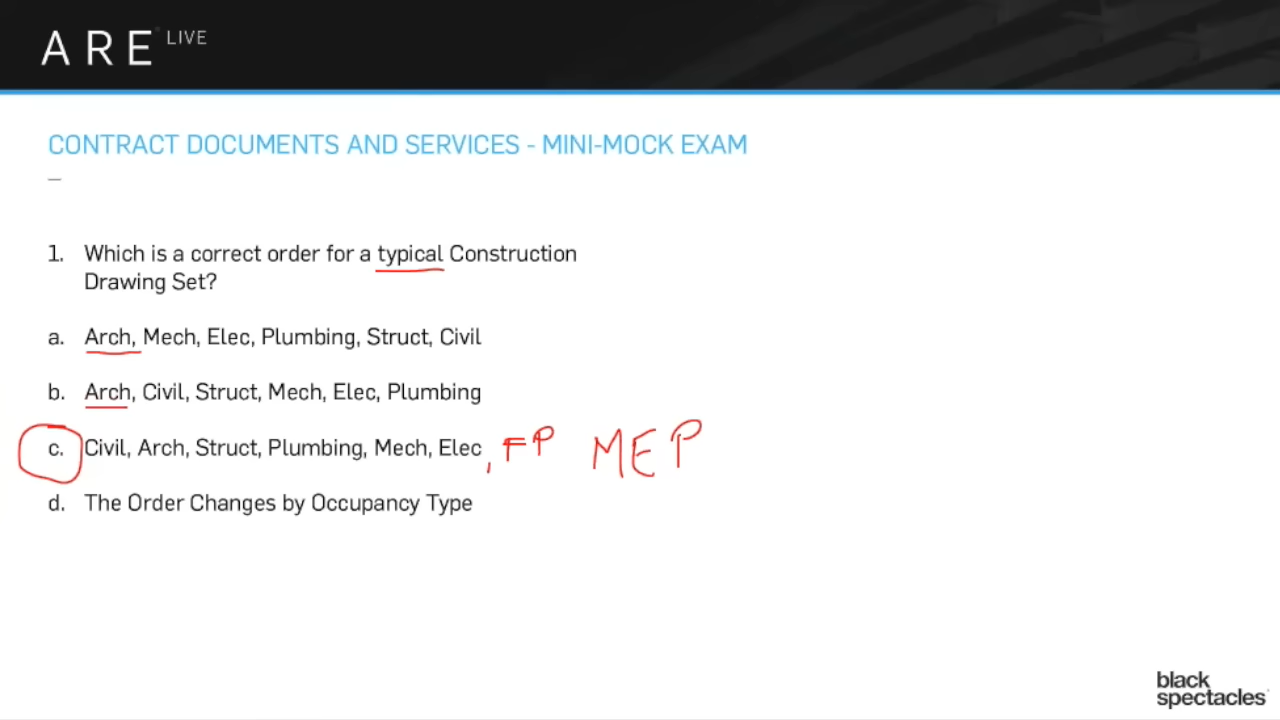 ARE LIVE
CONTRACT DOCUMENTS AND SERVICES - MINI-MOCK EXAM
1. Which is a correct order for a typical Construction
Drawing Set?
a. Arch, Mech, Elec, Plumbing, Struct, Civil
b. Arch, Civil, Struct, Mech, Elec, Plumbing
c. Civil, Arch, Struct, Plumbing, Mech, Elec, FP MEP
d. The Order Changes by Occupancy Type
black
spectacles